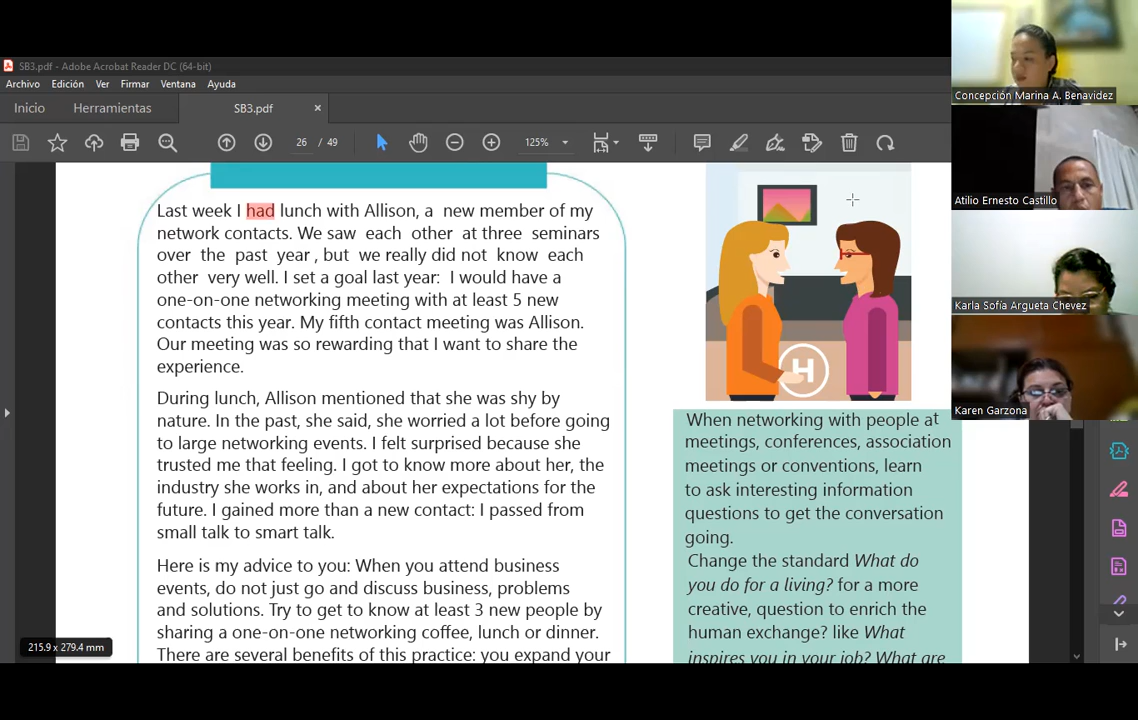 SB3.pdf - Adobe Acrobat Reader DC (64-bit)
Archivo Edición Ver Firmar Ventana Ayuda
Inicio Herramientas SB3.pdf ×
26 / 49 125%
Last week I had lunch with Allison, a new member of my
network contacts. We saw each other at three seminars
over the past year , but we really did not know each
other very well. I set a goal last year: I would have a
one-on-one networking meeting with at least 5 new
contacts this year. My fifth contact meeting was Allison.
Our meeting was so rewarding that I want to share the
experience.
During lunch, Allison mentioned that she was shy by
nature. In the past, she said, she worried a lot before going
to large networking events. I felt surprised because she
trusted me that feeling. I got to know more about her, the
industry she works in, and about her expectations for the
future. I gained more than a new contact: I passed from
small talk to smart talk.
Here is my advice to you: When you attend business
events, do not just go and discuss business, problems
and solutions. Try to get to know at least 3 new people by
sharing a one-on-one networking coffee, lunch or dinner.
There are several benefits of this practice: you expand your
215.9 x 279.4 mm
H
When networking with people at
meetings, conferences, association
meetings or conventions, learn
to ask interesting information
questions to get the conversation
going.
Change the standard What do
you do for a living? for a more
creative, question to enrich the
human exchange? like What
inspires you in your job? What are
Concepción Marina A. Benavidez
Atilio Ernesto Castillo
Karla Sofía Argueta Chevez
Karen Garzona